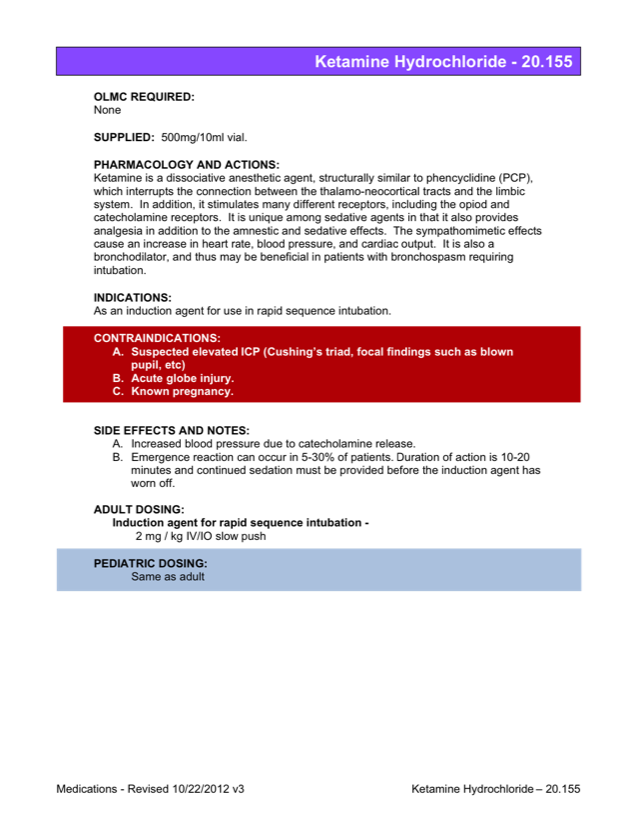 Ketamine Hydrochloride - 20.155
OLMC REQUIRED:
None
SUPPLIED: 500mg/10ml vial.
PHARMACOLOGY AND ACTIONS:
Ketamine is a dissociative anesthetic agent, structurally similar to phencyclidine (PCP),
which interrupts the connection between the thalamo-neocortical tracts and the limbic
system. In addition, it stimulates many different receptors, including the opiod and
catecholamine receptors. It is unique among sedative agents in that it also provides
analgesia in addition to the amnestic and sedative effects. The sympathomimetic effects
cause an increase in heart rate, blood pressure, and cardiac output. It is also a
bronchodilator, and thus may be beneficial in patients with bronchospasm requiring
intubation.
INDICATIONS:
As an induction agent for use in rapid sequence intubation.
CONTRAINDICATIONS:
A. Suspected elevated ICP (Cushing's triad, focal findings such as blown
pupil, etc)
B. Acute globe injury.
C. Known pregnancy.
SIDE EFFECTS AND NOTES:
A. Increased blood pressure due to catecholamine release.
B. Emergence reaction can occur in 5-30% of patients. Duration of action is 10-20
minutes and continued sedation must be provided before the induction agent has
worn off.
ADULT DOSING:
Induction agent for rapid sequence intubation -
2 mg / kg IV/IO slow push
PEDIATRIC DOSING:
Same as adult
Medications - Revised 10/22/2012 v3 Ketamine Hydrochloride – 20.155